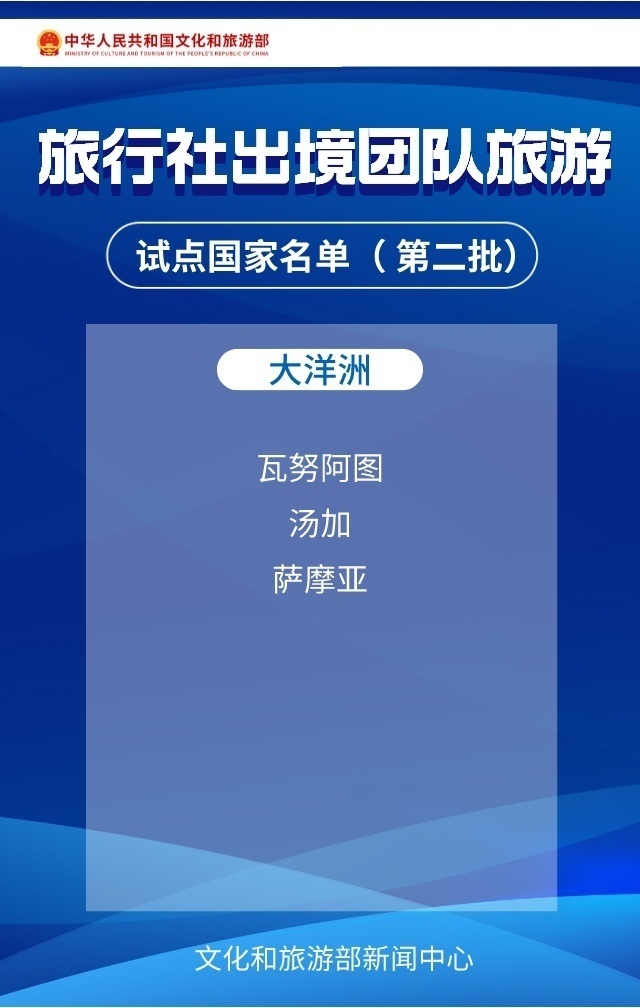 中华人民共和国文化和旅游部
MINISTRY OF CULTURE AND TOURISM OF THE PEOPLE'S REPUBLIC OF CHINA
旅行社出境团队旅游
试点国家名单（第二批）
大洋洲
瓦努阿图
汤加
萨摩亚
文化和旅游部新闻中心